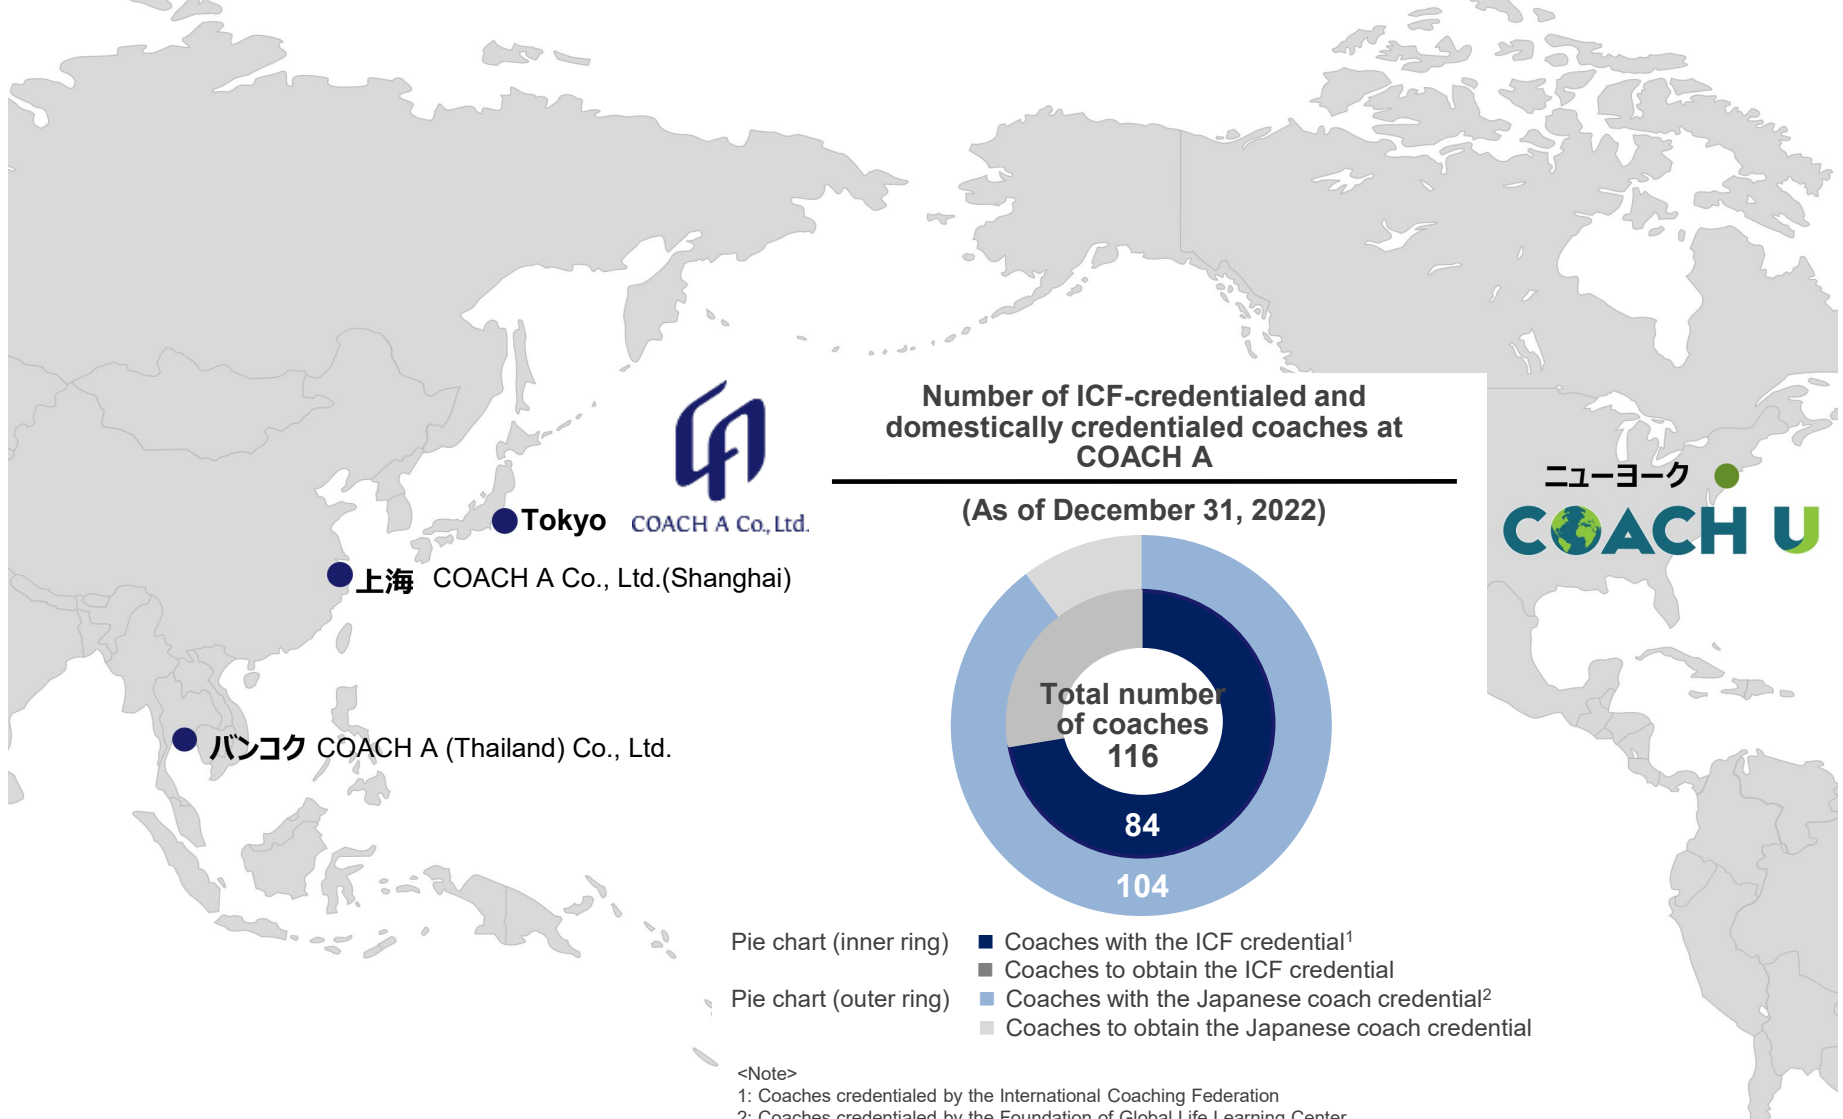 Number of ICF-credentialed and
domestically credentialed coaches at
COACH A
(As of December 31, 2022)
ニューヨーク
COACH U
Tokyo
COACH A Co., Ltd.
上海 COACH A Co., Ltd.(Shanghai)
バンコク COACH A (Thailand) Co., Ltd.
Total number
of coaches
116
84
104
Pie chart (inner ring) Coaches with the ICF credential1
Coaches to obtain the ICF credential
Pie chart (outer ring) Coaches with the Japanese coach credential2
Coaches to obtain the Japanese coach credential
<Note>
1: Coaches credentialed by the International Coaching Federation
2: Coaches credentialed by the Foundation of Global Life Learning Center